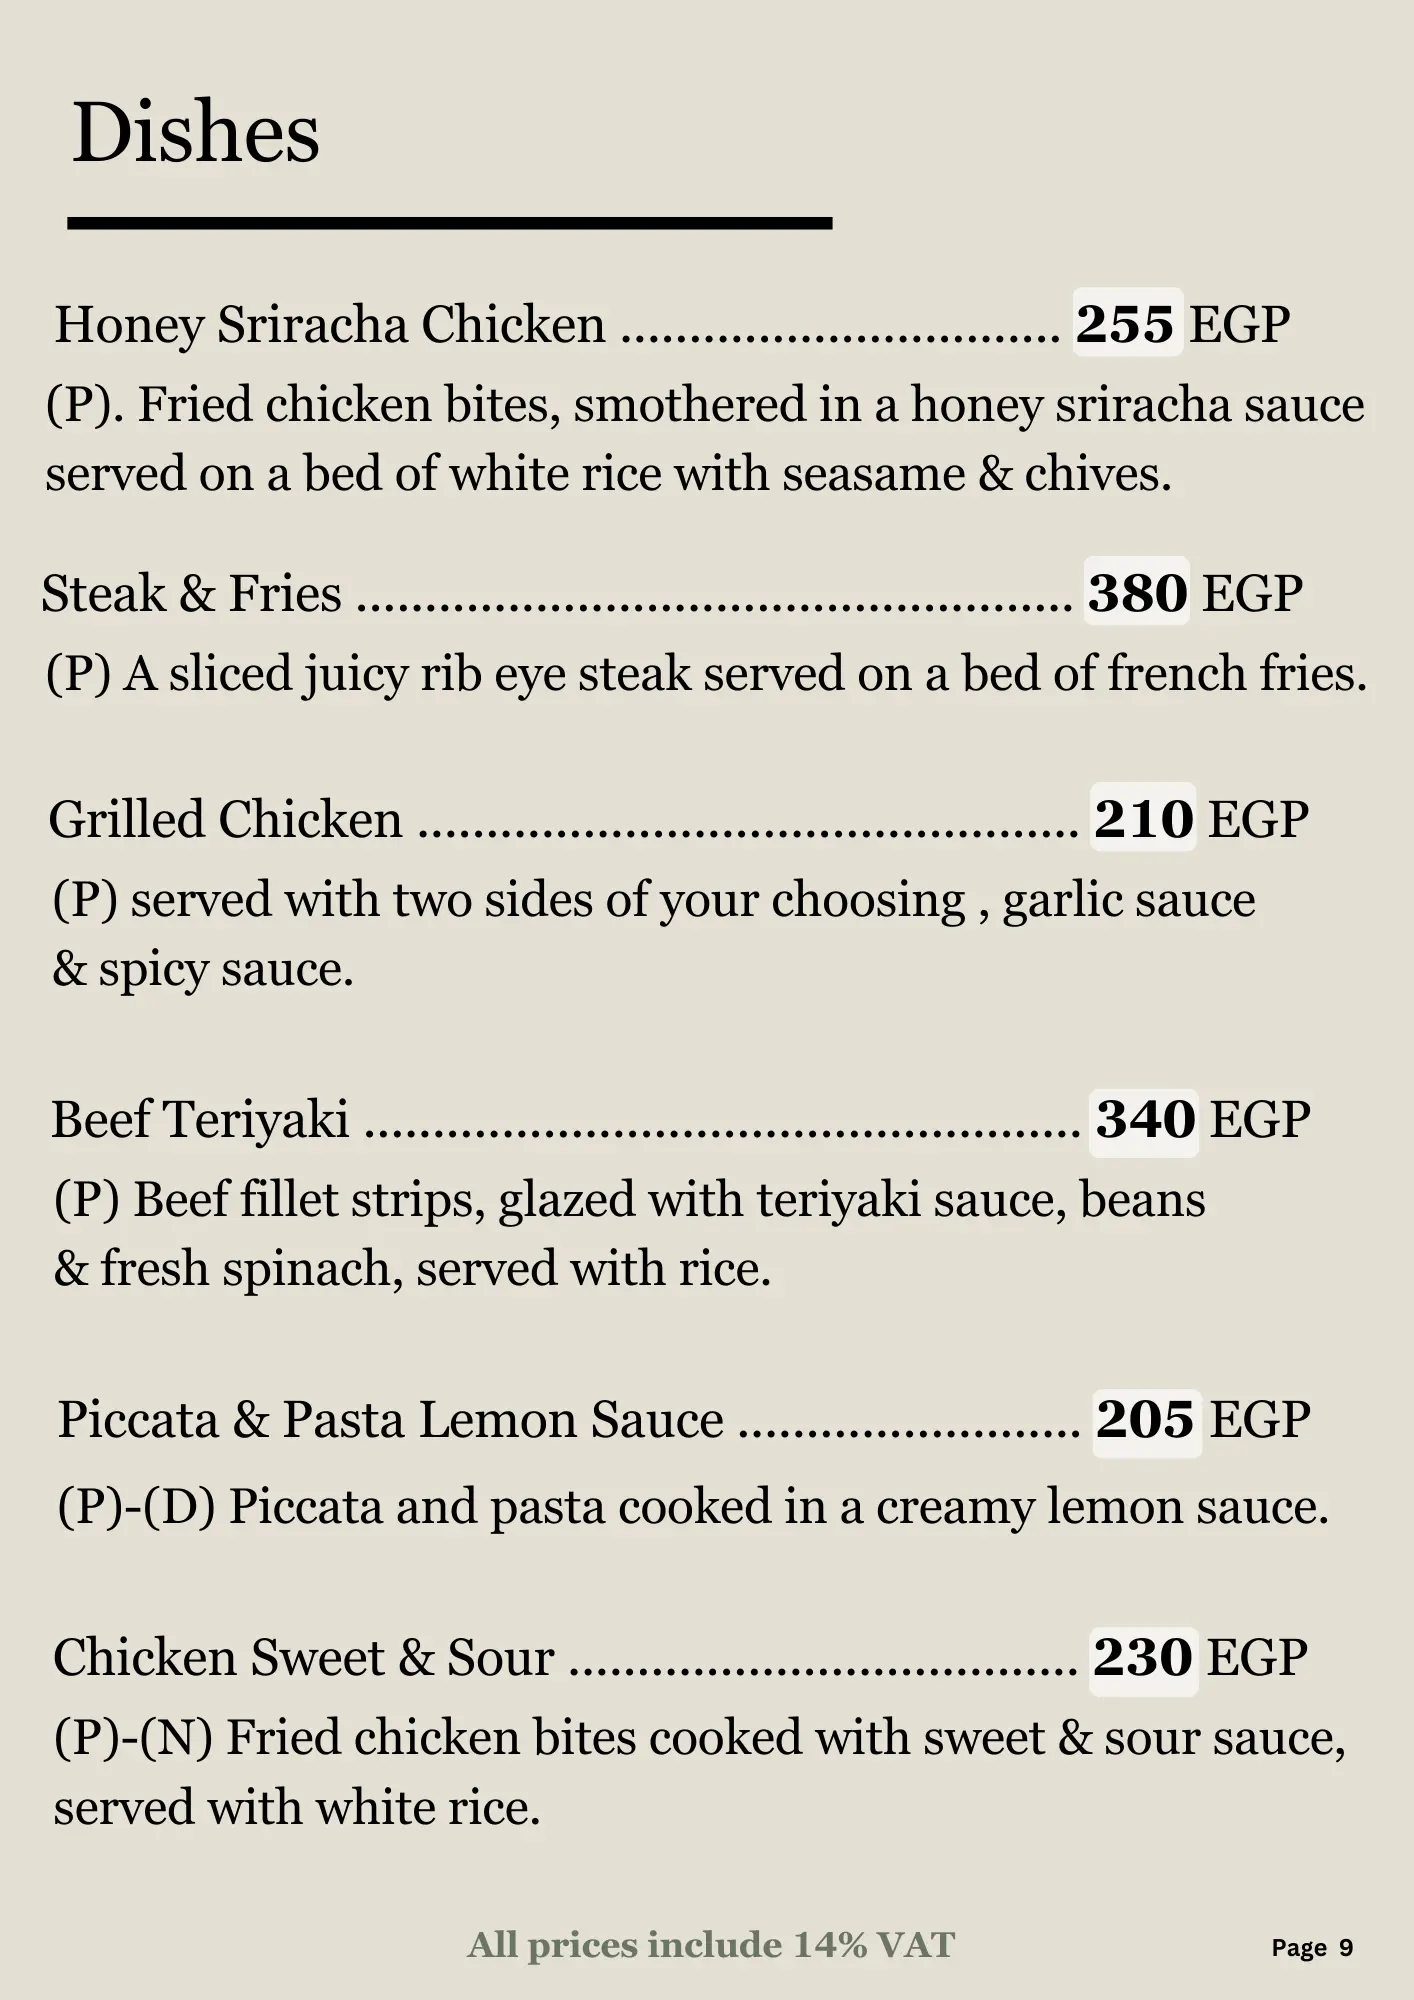 Dishes
Honey Sriracha Chicken ................................ 255 EGP
(P). Fried chicken bites, smothered in a honey sriracha sauce
served on a bed of white rice with seasame & chives.
Steak & Fries .................................................... 380 EGP
(P) A sliced juicy rib eye steak served on a bed of french fries.
Grilled Chicken ................................................ 210 EGP
(P) served with two sides of your choosing , garlic sauce
& spicy sauce.
Beef Teriyaki .................................................... 340 EGP
(P) Beef fillet strips, glazed with teriyaki sauce, beans
& fresh spinach, served with rice.
Piccata & Pasta Lemon Sauce ......................... 205 EGP
(P)-(D) Piccata and pasta cooked in a creamy lemon sauce.
Chicken Sweet & Sour ..................................... 230 EGP
(P)-(N) Fried chicken bites cooked with sweet & sour sauce,
served with white rice.
All prices include 14% VAT
Page 9